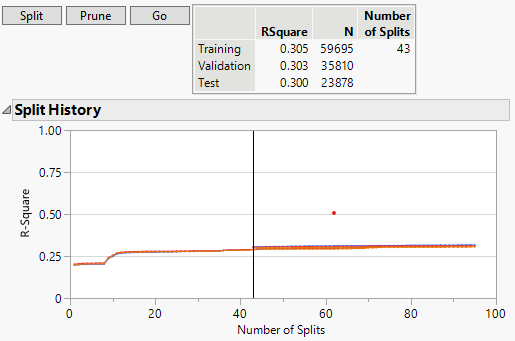 Split Prune Go
RSquare N Number of Splits
Training 0.305 59695 43
Validation 0.303 35810
Test 0.300 23878
Split History
1.00
0.75
0.50
0.25
0
R-Square
0 20 40 60 80 100
Number of Splits